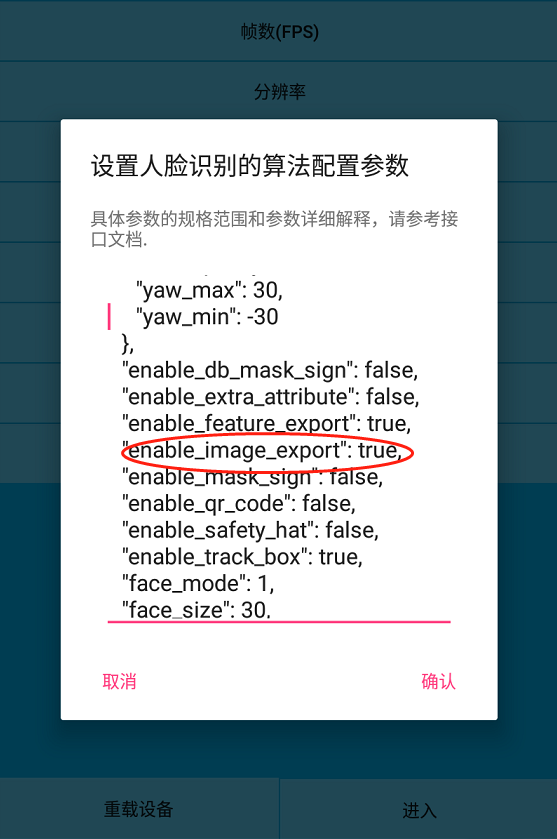 帧数(FPS)
分辨率
设置人脸识别的算法配置参数
具体参数的规格范围和参数详细解释，请参考接
口文档.
"yaw_max": 30,
"yaw_min": -30
},
"enable_db_mask_sign": false,
"enable_extra_attribute": false,
"enable_feature_export": true,
"enable_image_export": true,
"enable_mask_sign": false,
"enable_qr_code": false,
"enable_safety_hat": false,
"enable_track_box": true,
"face_mode": 1,
"face_size": 30,
取消
确认
重载设备
进入